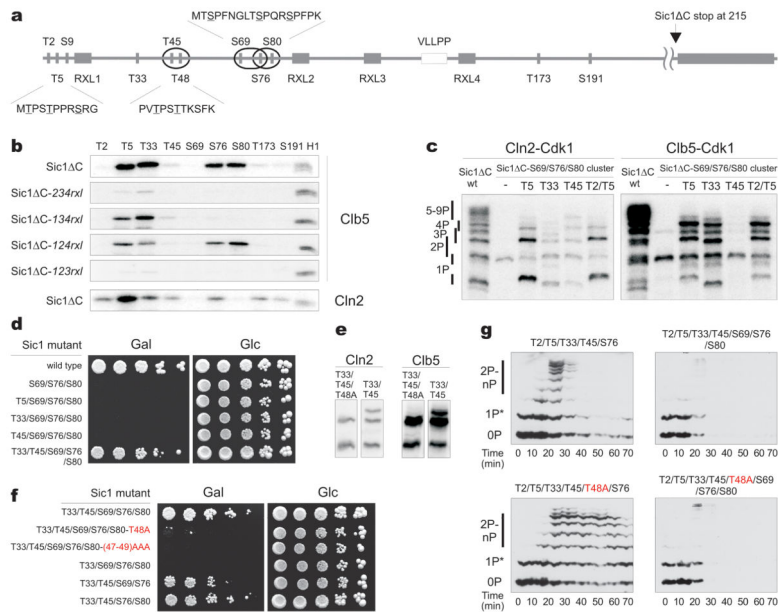 a
MTSPFNGLTSPQRSPFPK
Sic1ΔC stop at 215
T2 S9 T45 S69 S80 VLLPP
T5 RXL1 T33 T48 S76 RXL2 RXL3 RXL4 T173 S191
MTPSTPPRSRG PVTPSTTKSFK
b
T2 T5 T33 T45 S69 S76 S80 T173 S191 H1
Sic1ΔC
Sic1ΔC-234rxl
Sic1ΔC-134rxl
Sic1ΔC-124rxl
Sic1ΔC-123rxl
Clb5
Sic1ΔC
Cln2
c
Cln2-Cdk1 Clb5-Cdk1
Sic1ΔC wt Sic1ΔC-S69/S76/S80 cluster Sic1ΔC wt Sic1ΔC-S69/S76/S80 cluster
- T5 T33 T45 T2/T5 - T5 T33 T45 T2/T5
5-9P
4P
3P
2P
1P
d
Sic1 mutant Gal Glc
wild type
S69/S76/S80
T5/S69/S76/S80
T33/S69/S76/S80
T45/S69/S76/S80
T33/T45/S69/S76
/S80
e
Cln2 Clb5
T33/
T45/
T48A
T33/
T45
T33/
T45/
T48A
T33/
T45
f
Sic1 mutant Gal Glc
T33/T45/S69/S76/S80
T33/T45/S69/S76/S80-T48A
T33/T45/S69/S76/S80-(47-49)AAA
T33/S69/S76/S80
T33/T45/S69/S76
T33/T45/S76/S80
g
T2/T5/T33/T45/S76
2P-
nP
1P*
0P
Time
(min)
0 10 20 30 40 50 60 70
T2/T5/T33/T45/S69/S76
/S80
0 10 20 30 40 50 60 70
T2/T5/T33/T45/T48A/S76
2P-
nP
1P*
0P
Time
(min)
0 10 20 30 40 50 60 70
T2/T5/T33/T45/T48A/S69
/S76/S80
0 10 20 30 40 50 60 70